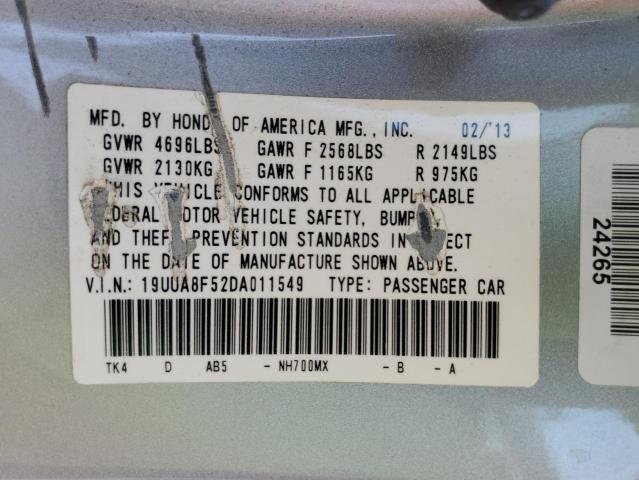 MFD. BY HONDA OF AMERICA MFG., INC. 02/'13
GVWR 4696LBS GAWR F 2568LBS R 2149LBS
GVWR 2130KG GAWR F 1165KG R 975KG
THIS VEHICLE CONFORMS TO ALL APPLICABLE
FEDERAL MOTOR VEHICLE SAFETY, BUMPER,
AND THEFT PREVENTION STANDARDS IN EFFECT
ON THE DATE OF MANUFACTURE SHOWN ABOVE.
V.I.N.: 19UUA8F52DA011549 TYPE: PASSENGER CAR
TK4 D AB5 - NH700MX - B - A
24265